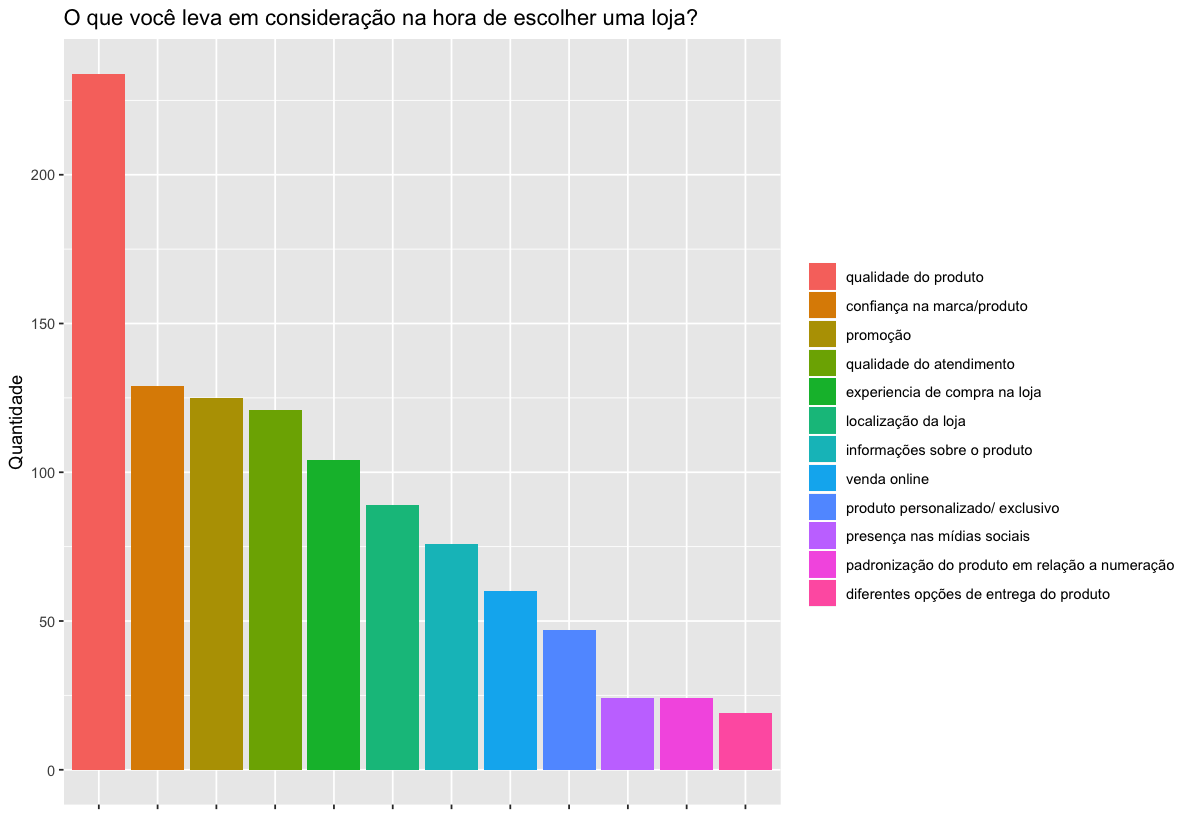 O que você leva em consideração na hora de escolher uma loja?
Quantidade
200
150
100
50
0
qualidade do produto
confiança na marca/produto
promoção
qualidade do atendimento
experiencia de compra na loja
localização da loja
informações sobre o produto
venda online
produto personalizado/ exclusivo
presença nas mídias sociais
padronização do produto em relação a numeração
diferentes opções de entrega do produto